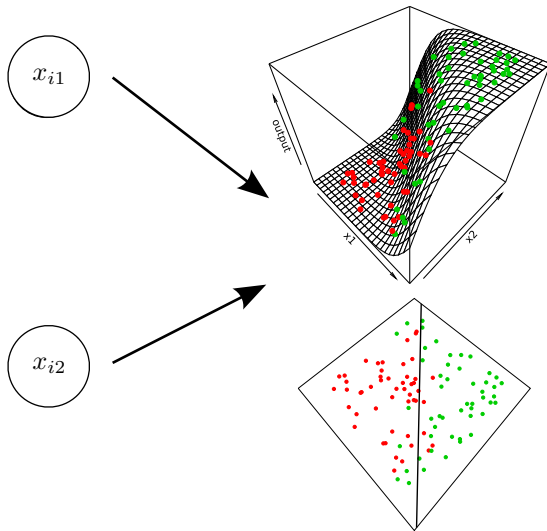 x_{i1}
output
x1
x2
x_{i2}